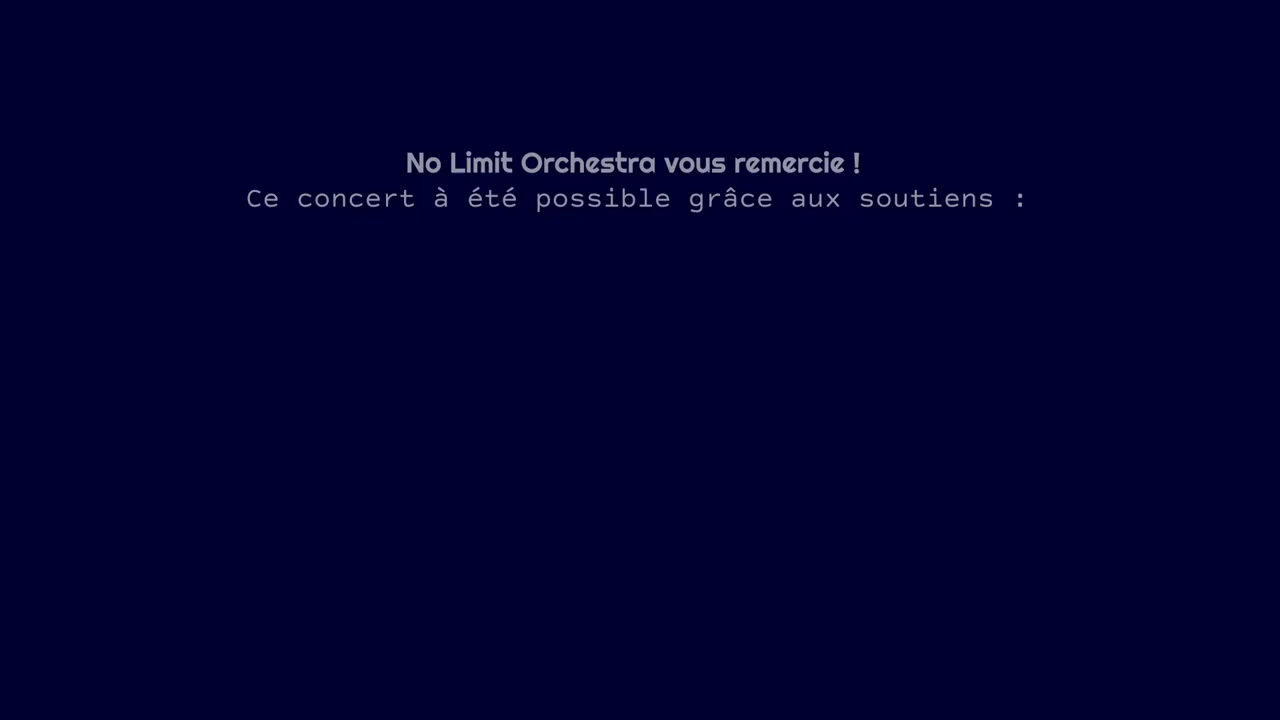 No Limit Orchestra vous remercie !
Ce concert à été possible grâce aux soutiens :